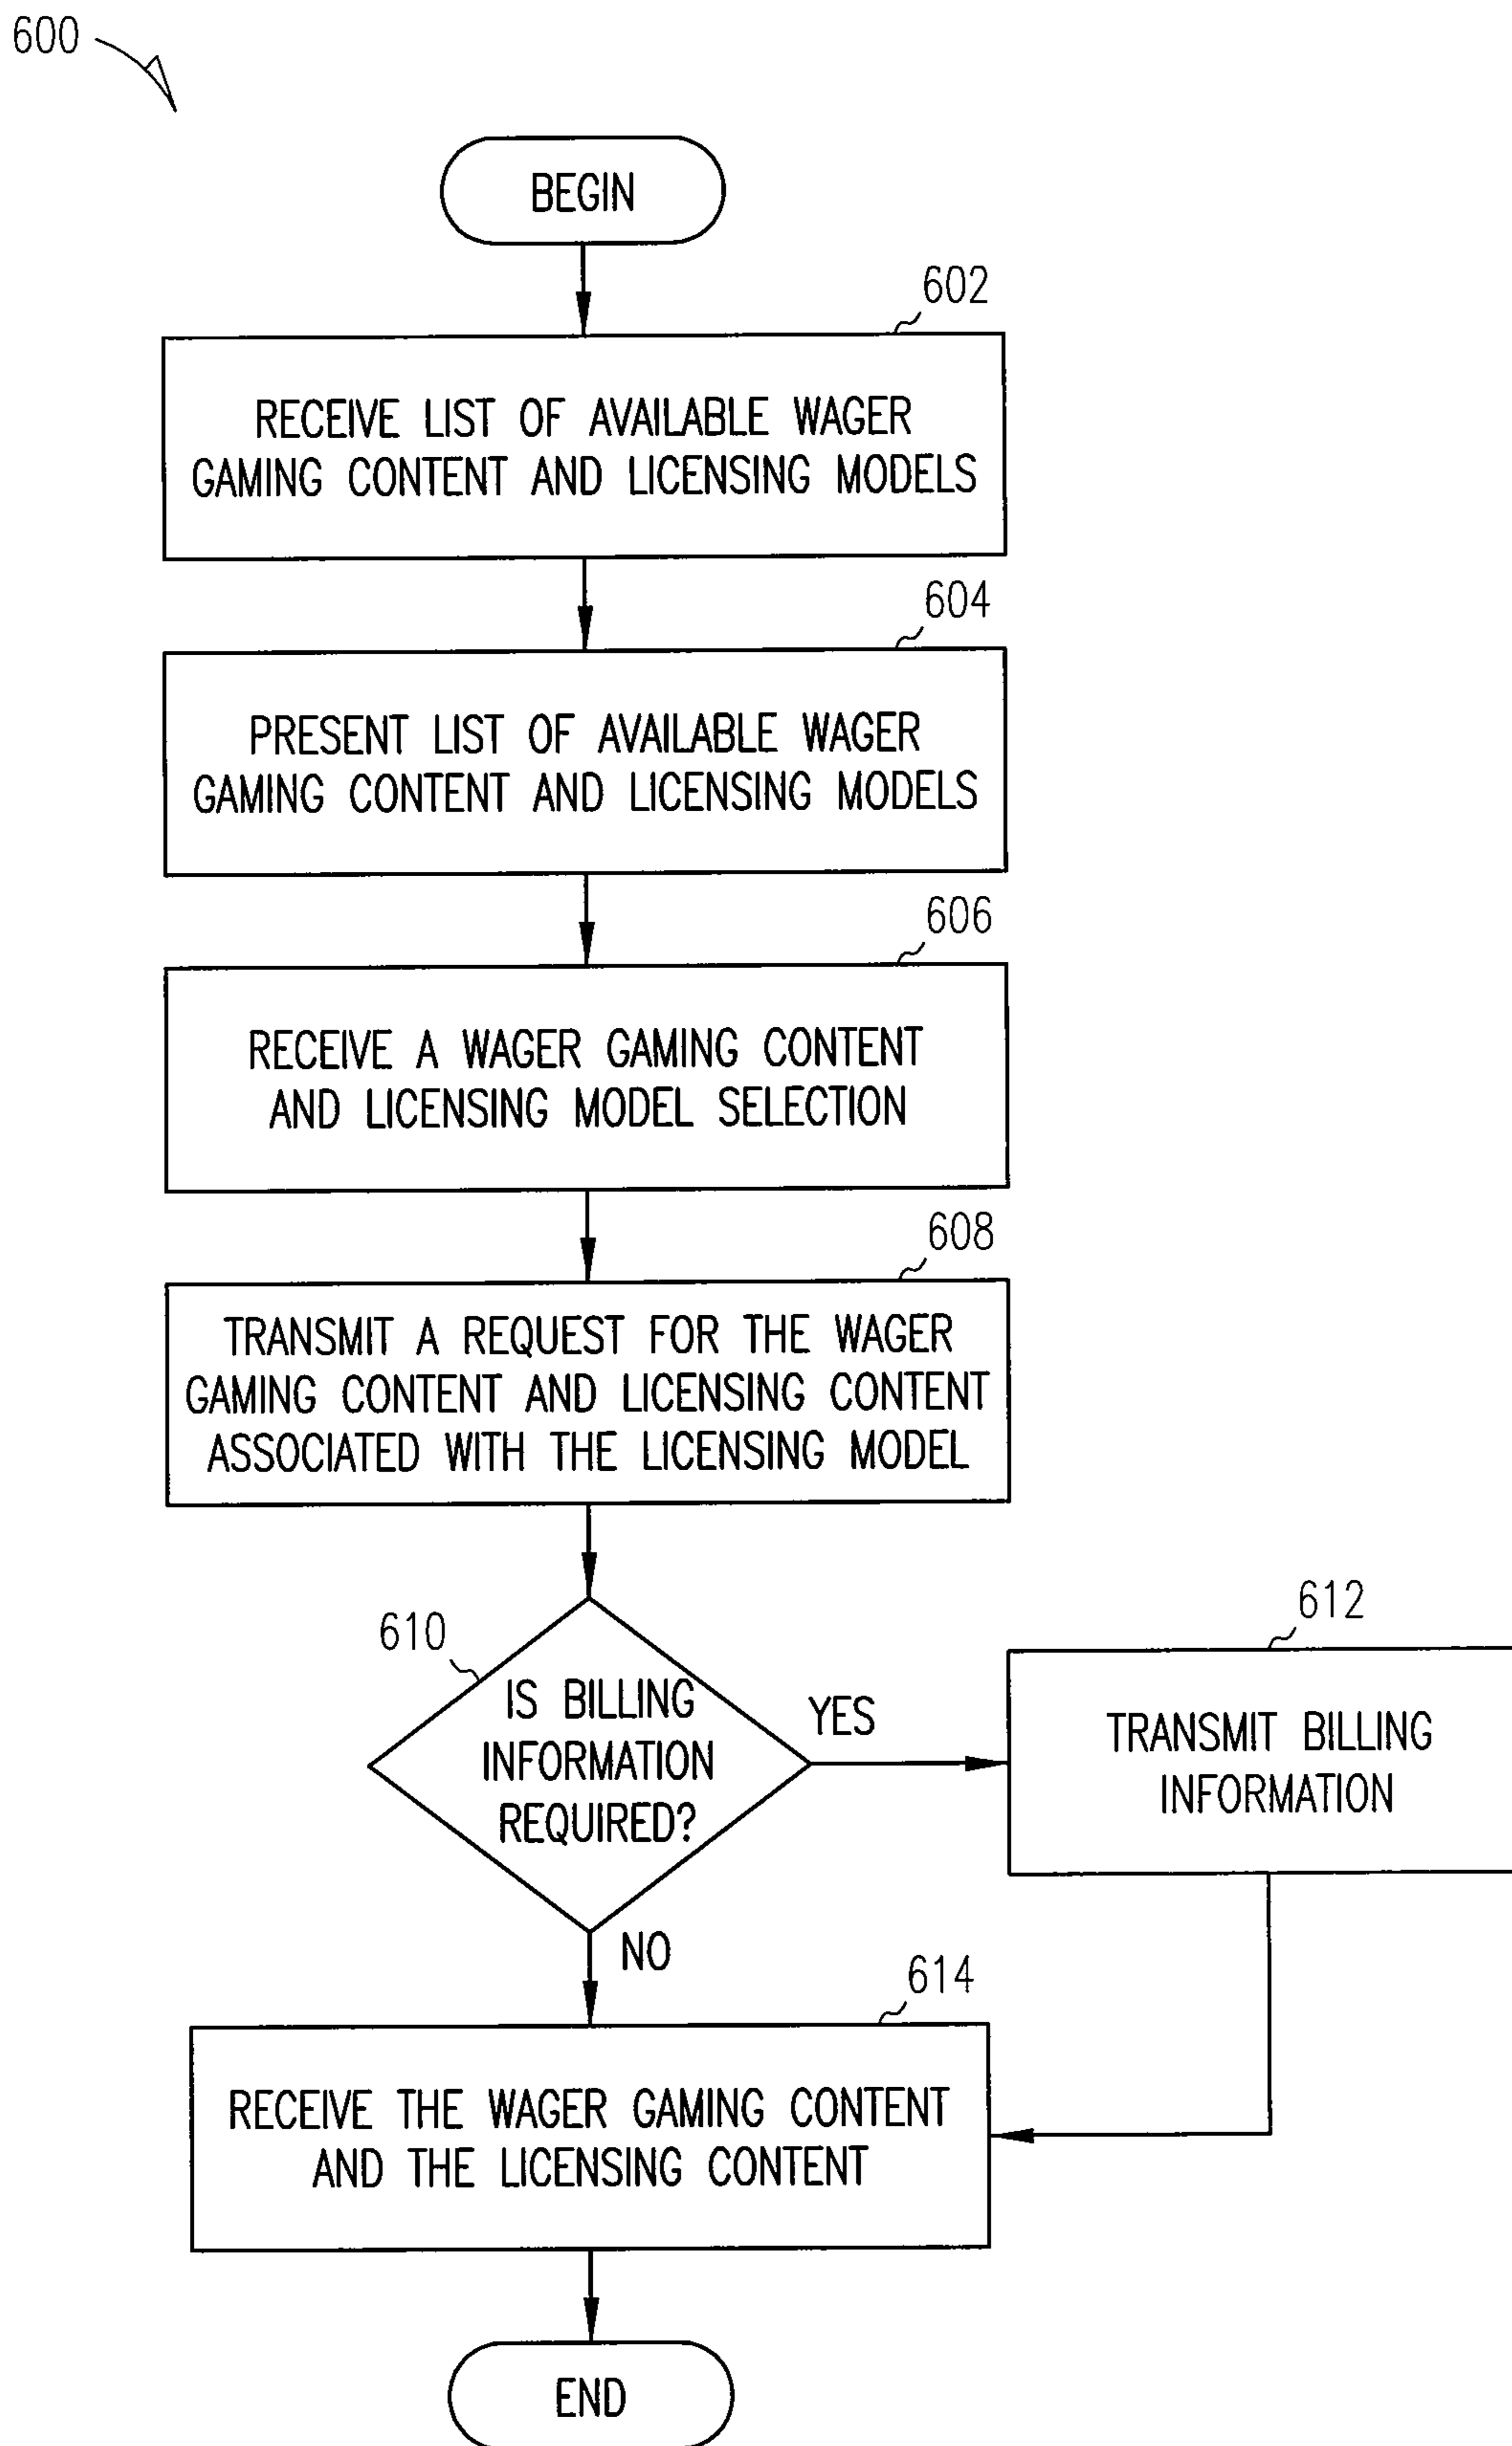 600
BEGIN
602
RECEIVE LIST OF AVAILABLE WAGER
GAMING CONTENT AND LICENSING MODELS
604
PRESENT LIST OF AVAILABLE WAGER
GAMING CONTENT AND LICENSING MODELS
606
RECEIVE A WAGER GAMING CONTENT
AND LICENSING MODEL SELECTION
608
TRANSMIT A REQUEST FOR THE WAGER
GAMING CONTENT AND LICENSING CONTENT
ASSOCIATED WITH THE LICENSING MODEL
610
IS BILLING
INFORMATION
REQUIRED?
YES
612
TRANSMIT BILLING
INFORMATION
NO
614
RECEIVE THE WAGER GAMING CONTENT
AND THE LICENSING CONTENT
END